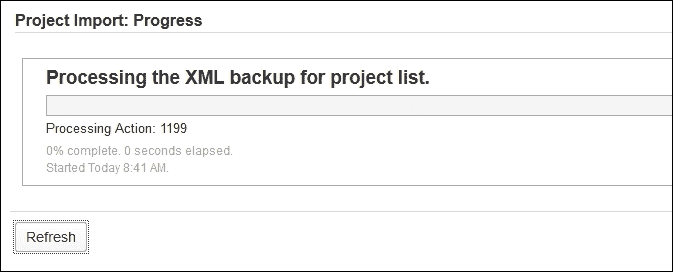 Project Import: Progress
Processing the XML backup for project list.
Processing Action: 1199
0% complete. 0 seconds elapsed.
Started Today 8:41 AM.
Refresh